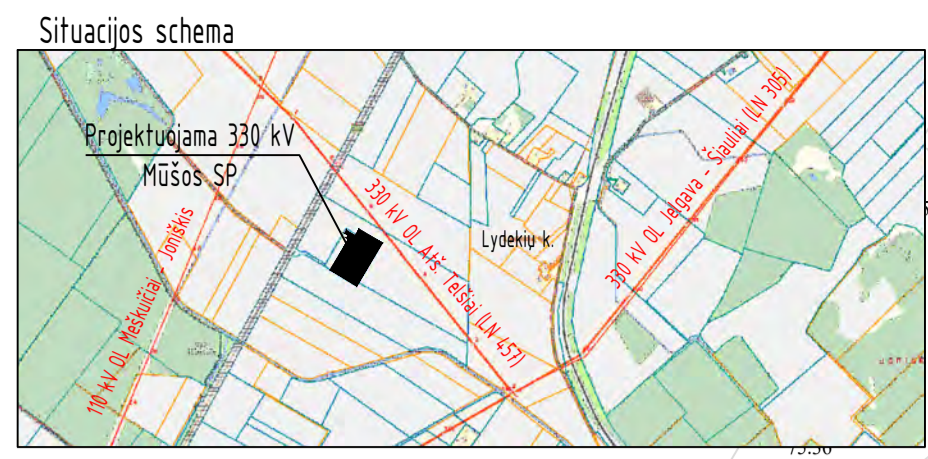 Situacijos schema
Projektuojama 330 kV
Mūšos SP
110 kV OL Meškuičiai Joniškis
330 kV OL Atš. Telšiai (LN 457)
Lydekių k.
330 kV OL Jelgava - Šiauliai (LN 305)